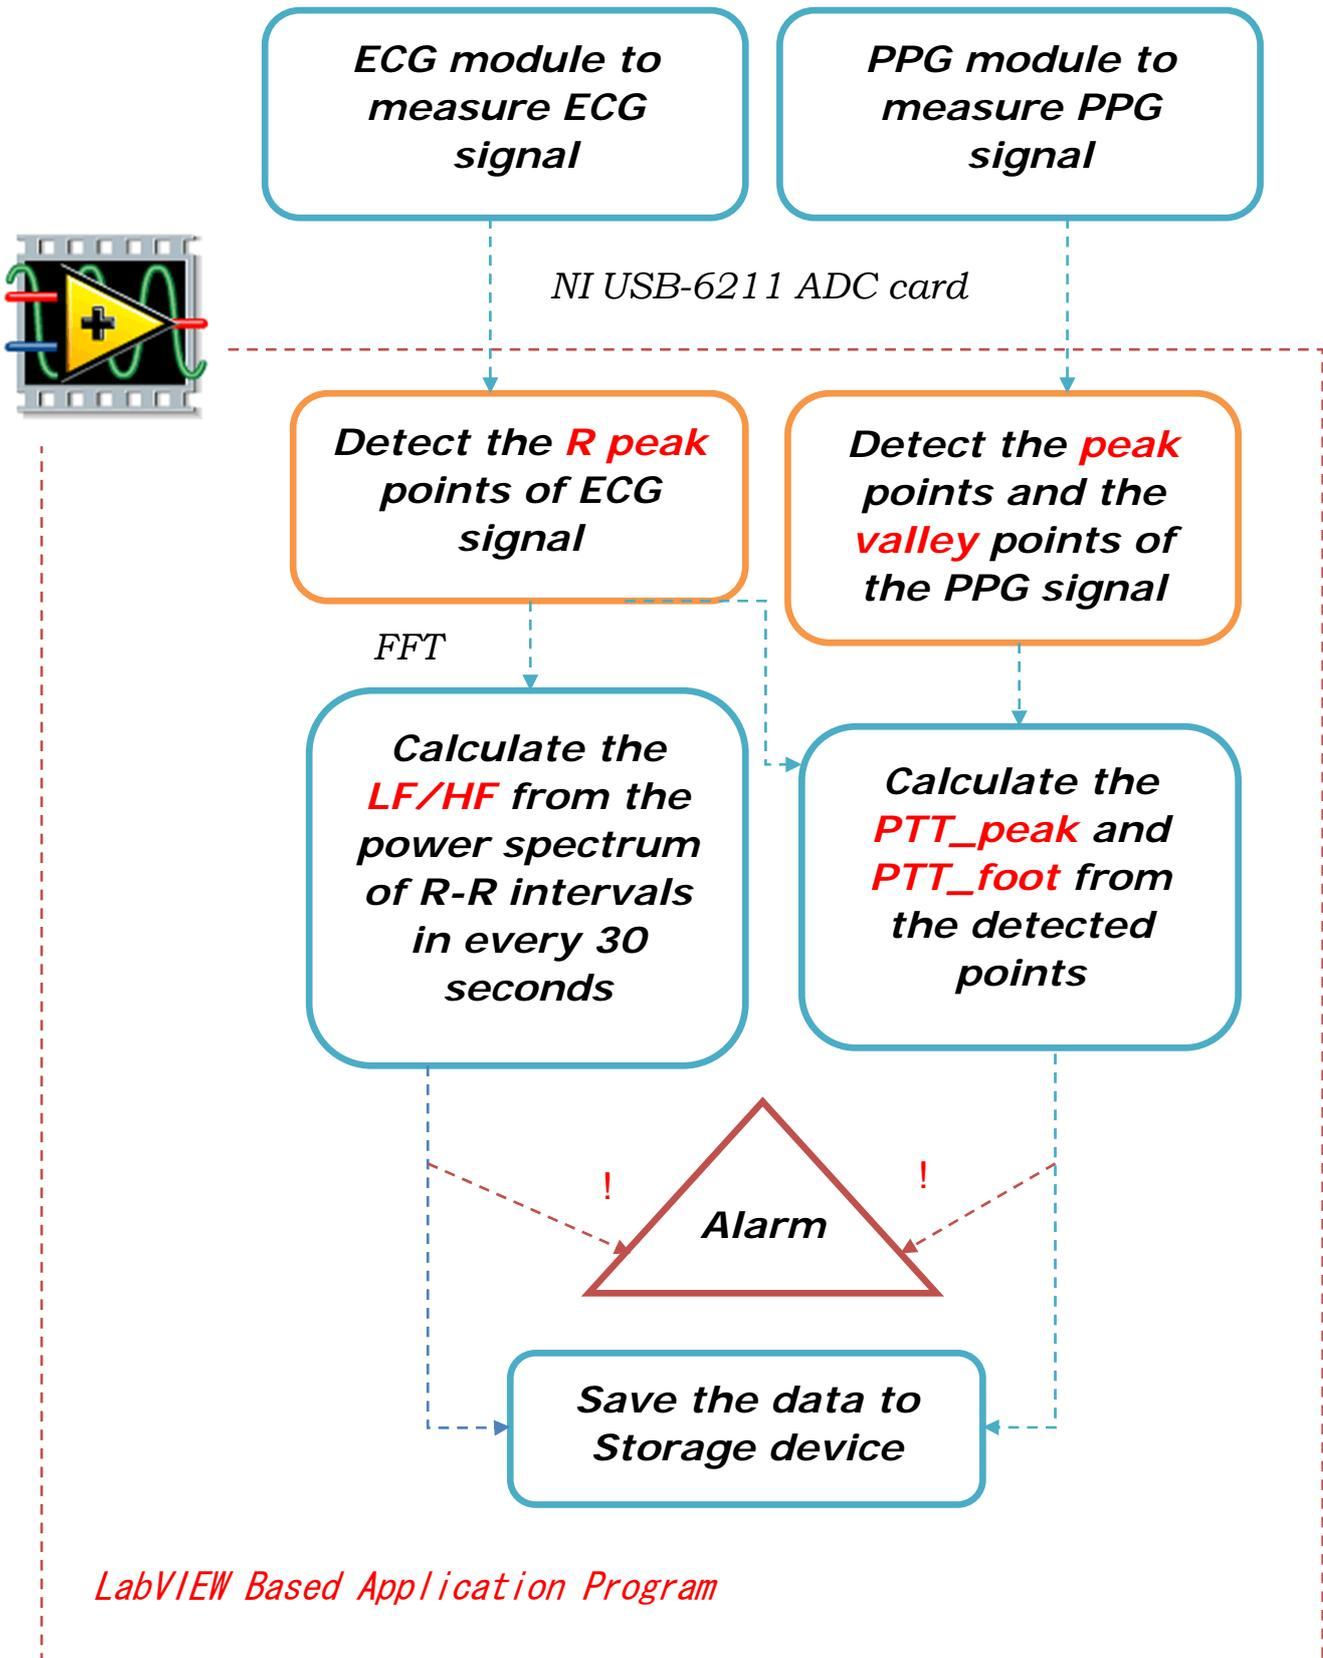 ECG module to
measure ECG
signal
PPG module to
measure PPG
signal
NI USB-6211 ADC card
Detect the R peak
points of ECG
signal
Detect the peak
points and the
valley points of
the PPG signal
FFT
Calculate the
LF/HF from the
power spectrum
of R-R intervals
in every 30
seconds
Calculate the
PTT_peak and
PTT_foot from
the detected
points
!
!
Alarm
Save the data to
Storage device
LabVIEW Based Application Program